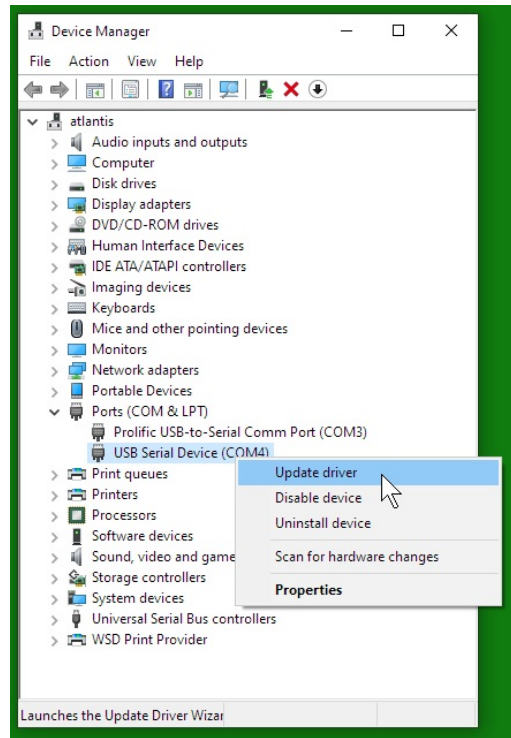 Device Manager
File Action View Help
atlantis
Audio inputs and outputs
Computer
Disk drives
Display adapters
DVD/CD-ROM drives
Human Interface Devices
IDE ATA/ATAPI controllers
Imaging devices
Keyboards
Mice and other pointing devices
Monitors
Network adapters
Portable Devices
Ports (COM & LPT)
Prolific USB-to-Serial Comm Port (COM3)
USB Serial Device (COM4)
Print queues
Printers
Processors
Software devices
Sound, video and game
Storage controllers
System devices
Universal Serial Bus controllers
WSD Print Provider
Update driver
Disable device
Uninstall device
Scan for hardware changes
Properties
Launches the Update Driver Wizar